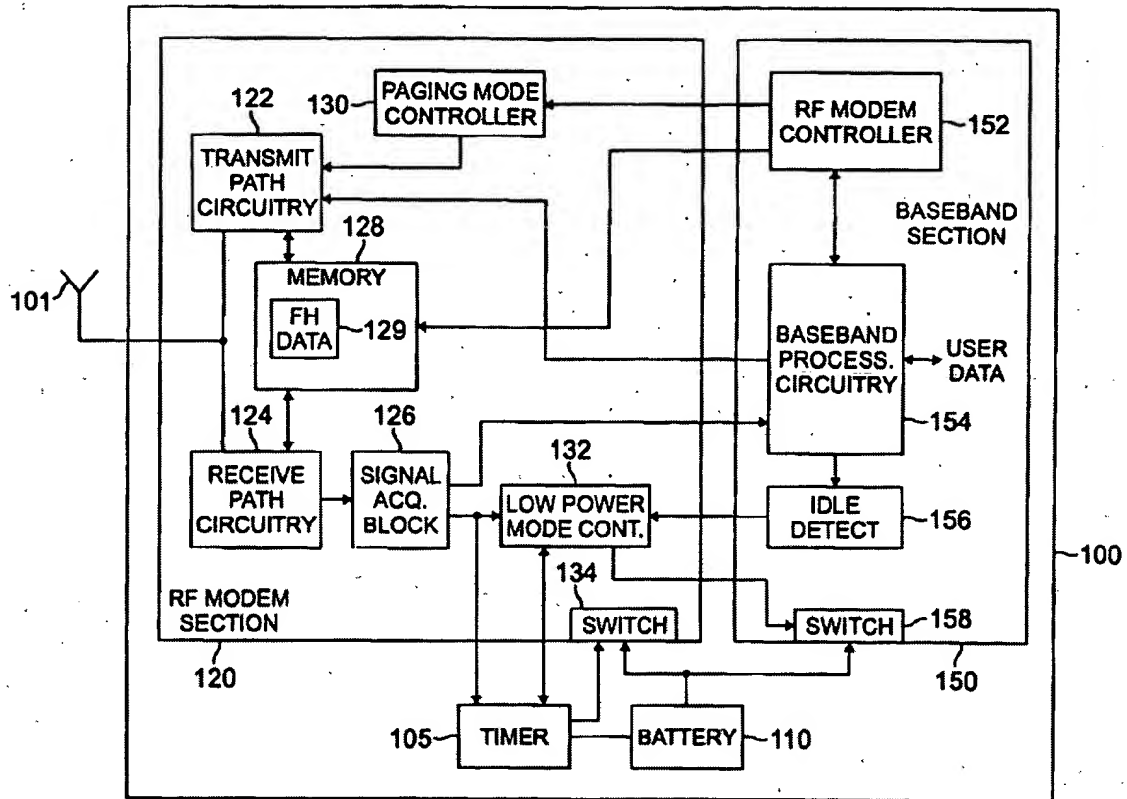 122
130
PAGING MODE
CONTROLLER
RF MODEM
CONTROLLER
152
TRANSMIT
PATH
CIRCUITRY
128
MEMORY
FH
DATA
129
BASEBAND
SECTION
101
BASEBAND
PROCESS.
CIRCUITRY
USER
DATA
154
124
126
132
RECEIVE
PATH
CIRCUITRY
SIGNAL
ACQ.
BLOCK
LOW POWER
MODE CONT.
IDLE
DETECT
156
100
134
RF MODEM
SECTION
SWITCH
SWITCH
158
120
150
105
TIMER
BATTERY
110